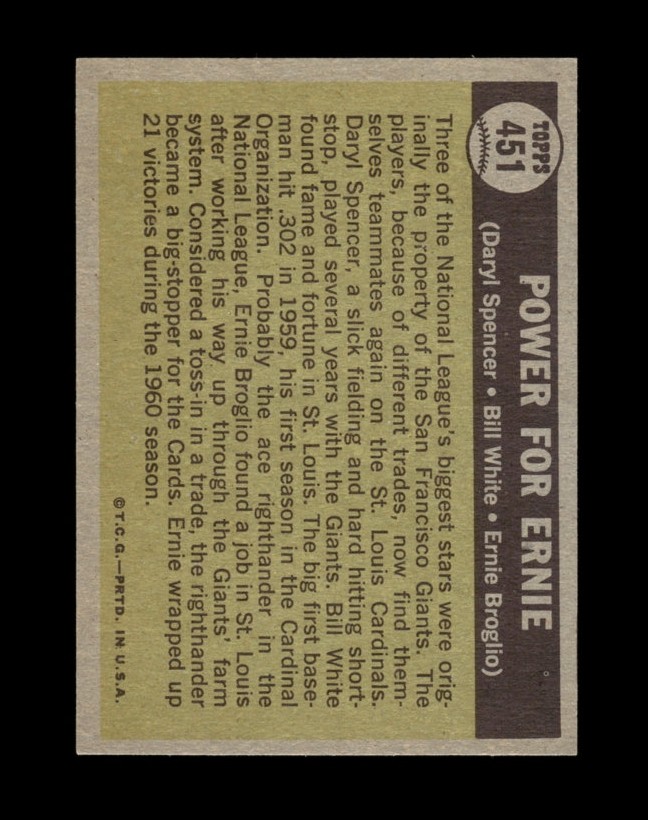 TOPPS
451
POWER FOR ERNIE
(Daryl Spencer • Bill White • Ernie Broglio)
Three of the National League's biggest stars were orig-
inally the property of the San Francisco Giants. The
players, because of different trades, now find them-
selves teammates again on the St. Louis Cardinals.
Daryl Spencer, a slick fielding and hard hitting short-
stop, played several years with the Giants. Bill White
found fame and fortune in St. Louis. The big first base-
man hit .302 in 1959, his first season in the Cardinal
Organization. Probably the ace righthander in the
National League, Ernie Broglio found a job in St. Louis
after working his way up through the Giants' farm
system. Considered a toss-in in a trade, the righthander
became a big-stopper for the Cards. Ernie wrapped up
21 victories during the 1960 season.
©T.C.G.—PRTD. IN U.S.A.